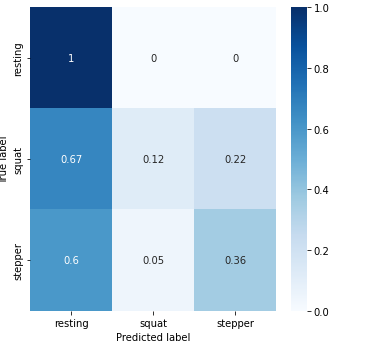 resting
1
0
0
squat
0.67
0.12
0.22
stepper
0.6
0.05
0.36
resting
squat
stepper
Predicted label
label
1.0
0.8
0.6
0.4
0.2
0.0